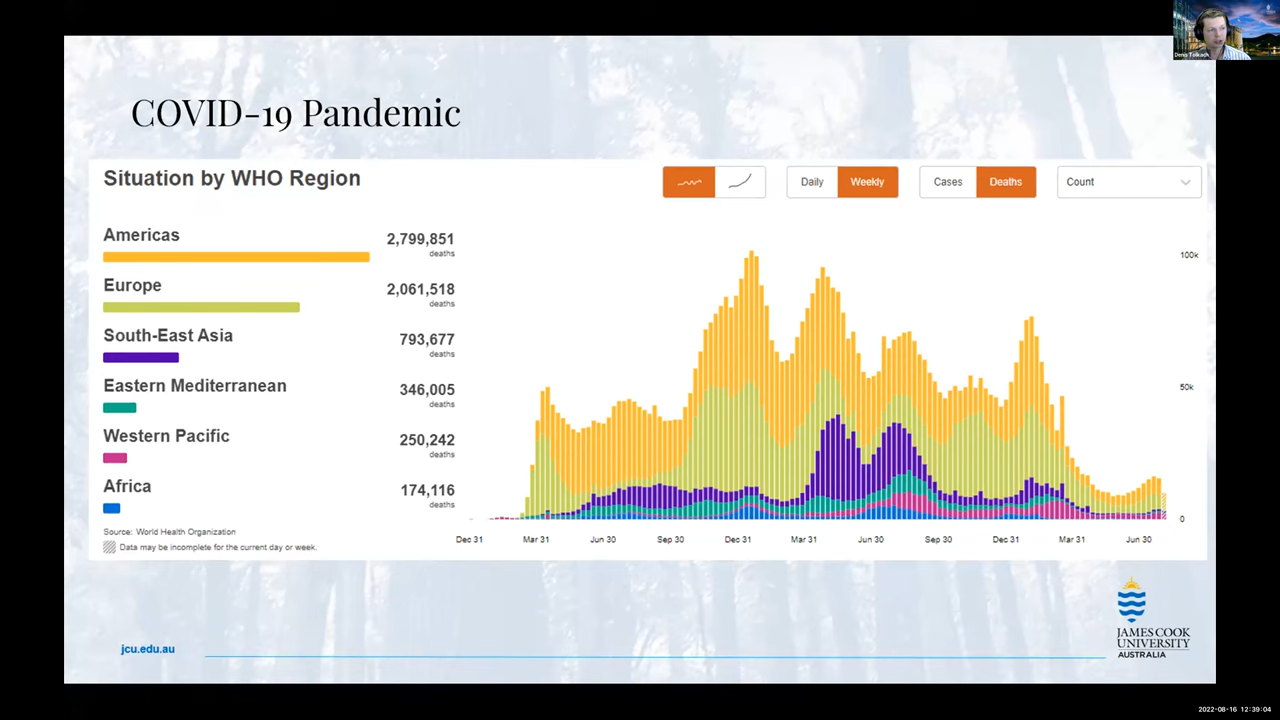 Denis Tolkach
COVID-19 Pandemic
Situation by WHO Region
Daily
Weekly
Cases
Deaths
Count
Americas
2,799,851
deaths
Europe
2,061,518
deaths
South-East Asia
793,677
deaths
Eastern Mediterranean
346,005
deaths
Western Pacific
250,242
deaths
Africa
174,116
deaths
Source: World Health Organization
Data may be incomplete for the current day or week.
100k
50k
0
Dec 31 Mar 31 Jun 30 Sep 30 Dec 31 Mar 31 Jun 30 Sep 30 Dec 31 Mar 31 Jun 30
jcu.edu.au
JAMES COOK
UNIVERSITY
AUSTRALIA
2022-08-16 12:39:04